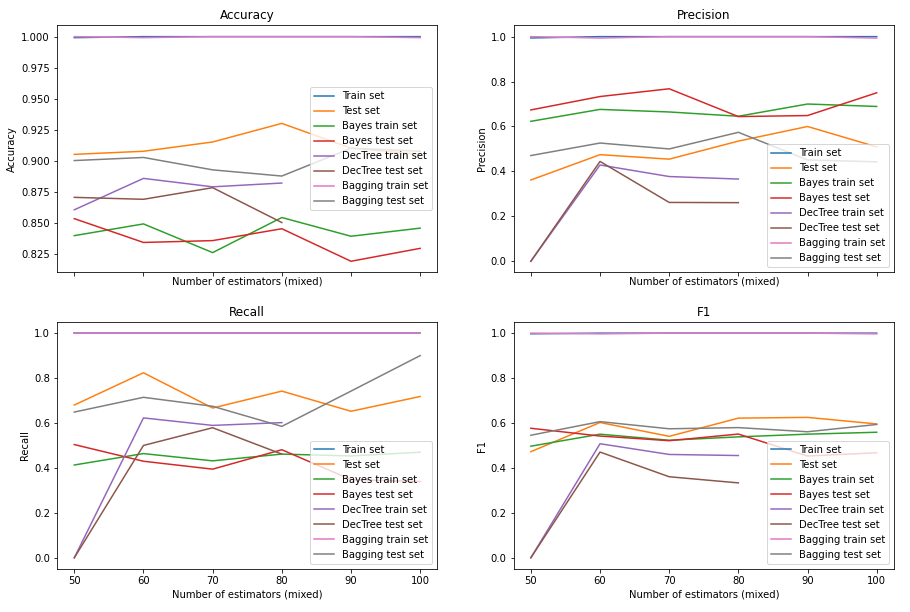 Accuracy
1.000
0.975
0.950
0.925
0.900
0.875
0.850
0.825
Accuracy
Train set
Test set
Bayes train set
Bayes test set
DecTree train set
DecTree test set
Bagging train set
Bagging test set
Number of estimators (mixed)
Precision
1.0
0.8
0.6
0.4
0.2
0.0
Precision
Train set
Test set
Bayes train set
Bayes test set
DecTree train set
DecTree test set
Bagging train set
Bagging test set
Number of estimators (mixed)
Recall
1.0
0.8
0.6
0.4
0.2
0.0
Recall
Train set
Test set
Bayes train set
Bayes test set
DecTree train set
DecTree test set
Bagging train set
Bagging test set
50 60 70 80 90 100
Number of estimators (mixed)
F1
1.0
0.8
0.6
0.4
0.2
0.0
F1
Train set
Test set
Bayes train set
Bayes test set
DecTree train set
DecTree test set
Bagging train set
Bagging test set
50 60 70 80 90 100
Number of estimators (mixed)